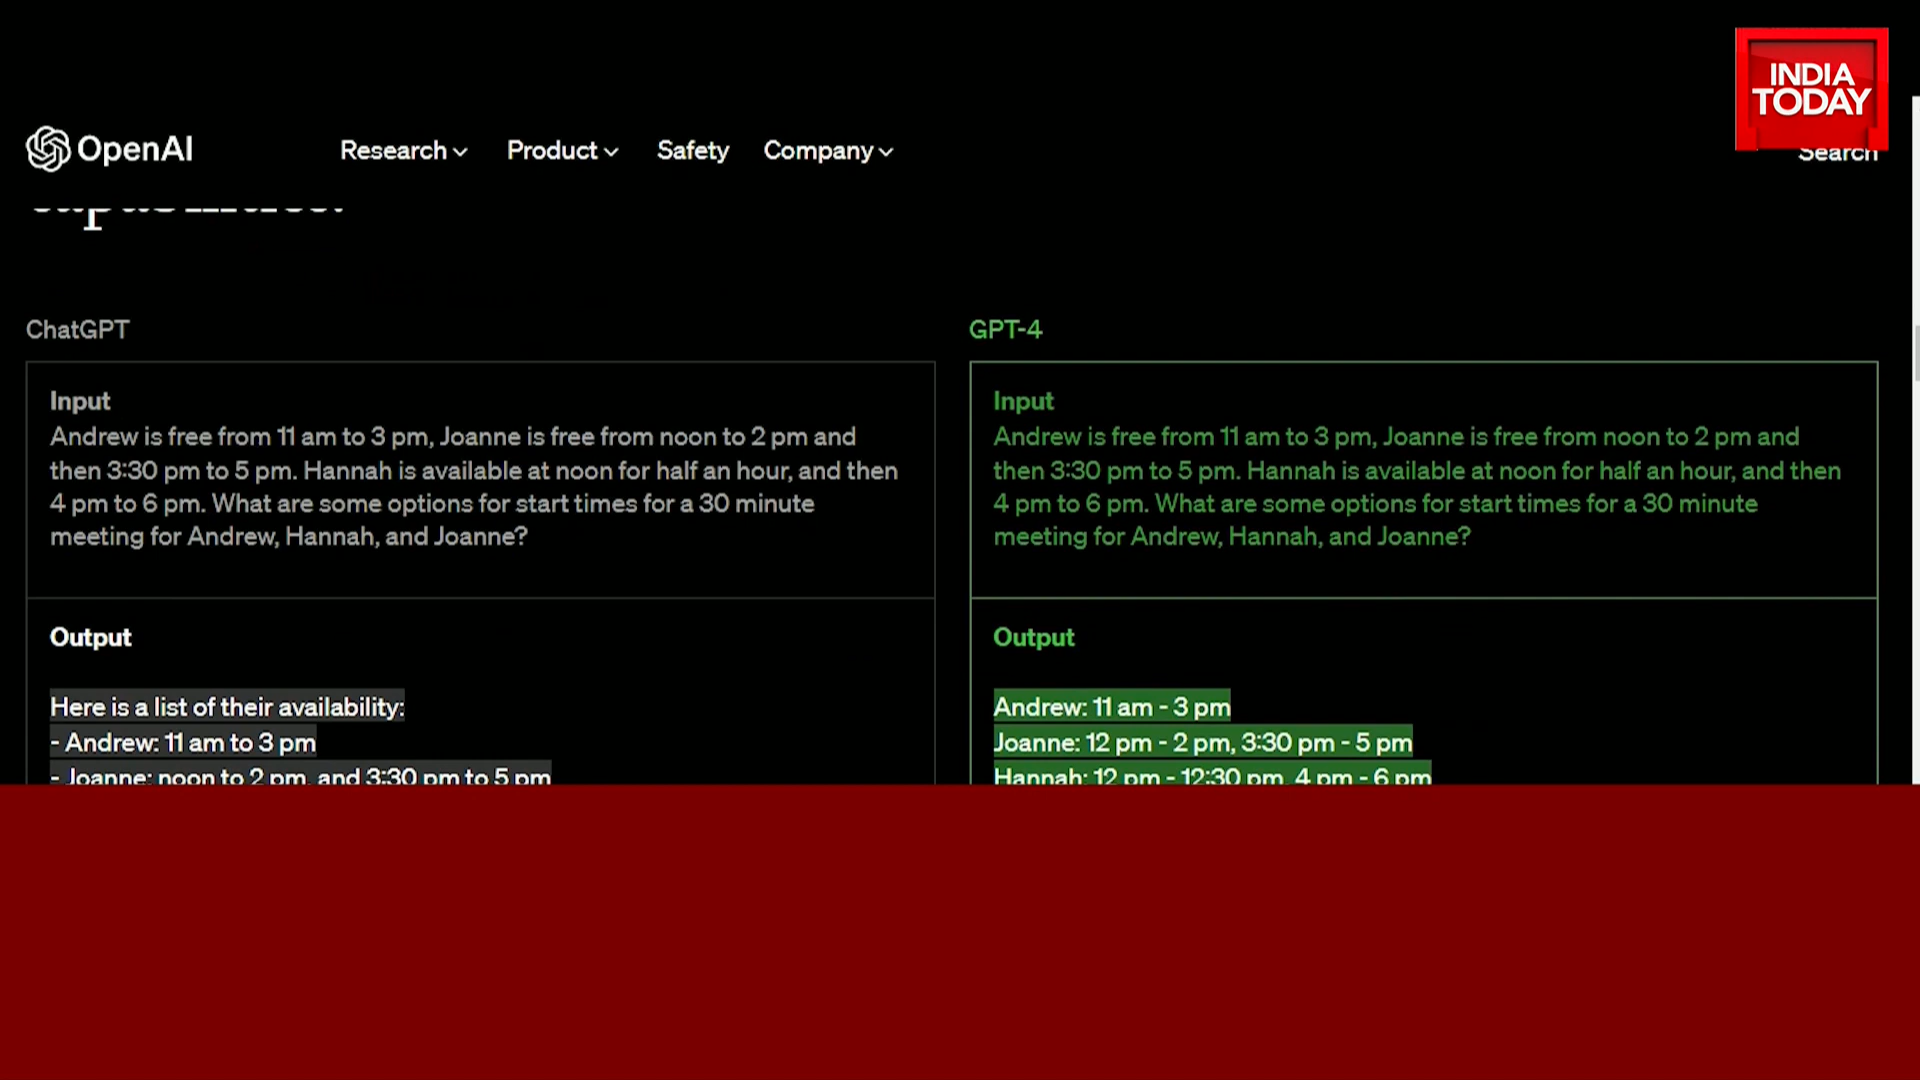 INDIA
TODAY
OpenAI
Research
Product
Safety
Company
Search
ChatGPT
Input
Andrew is free from 11 am to 3 pm, Joanne is free from noon to 2 pm and
then 3:30 pm to 5 pm. Hannah is available at noon for half an hour, and then
4 pm to 6 pm. What are some options for start times for a 30 minute
meeting for Andrew, Hannah, and Joanne?
Output
Here is a list of their availability:
- Andrew: 11 am to 3 pm
- Joanne: noon to 2 pm, and 3:30 pm to 5 pm
GPT-4
Input
Andrew is free from 11 am to 3 pm, Joanne is free from noon to 2 pm and
then 3:30 pm to 5 pm. Hannah is available at noon for half an hour, and then
4 pm to 6 pm. What are some options for start times for a 30 minute
meeting for Andrew, Hannah, and Joanne?
Output
Andrew: 11 am - 3 pm
Joanne: 12 pm - 2 pm, 3:30 pm - 5 pm
Hannah: 12 pm - 12:30 pm, 4 pm - 6 pm